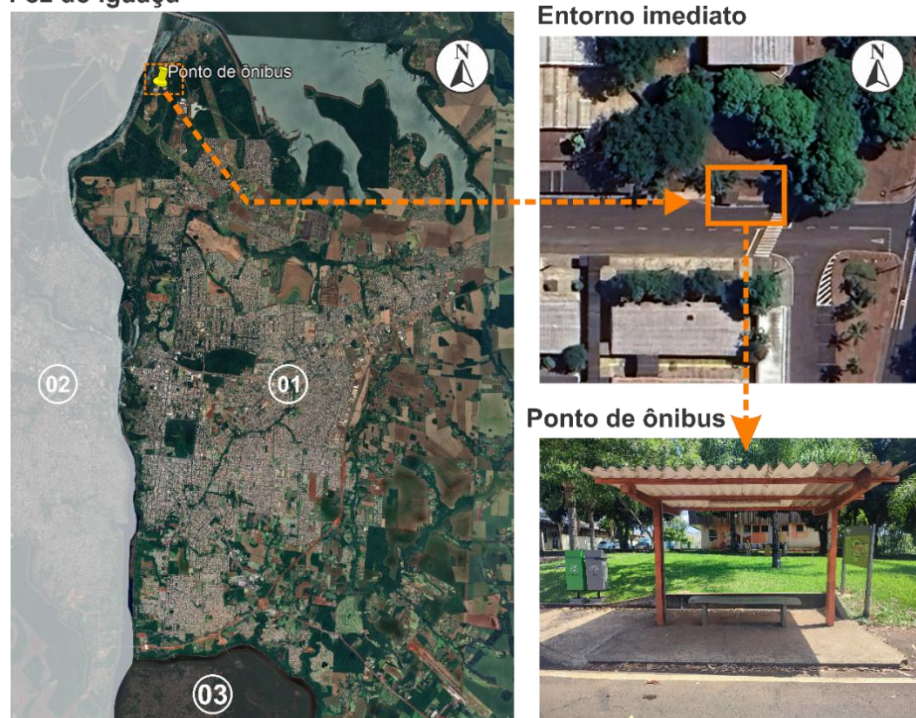 Foz do Iguaçu
Entorno imediato
N
N
Ponto de ônibus
02
01
Ponto de ônibus
03